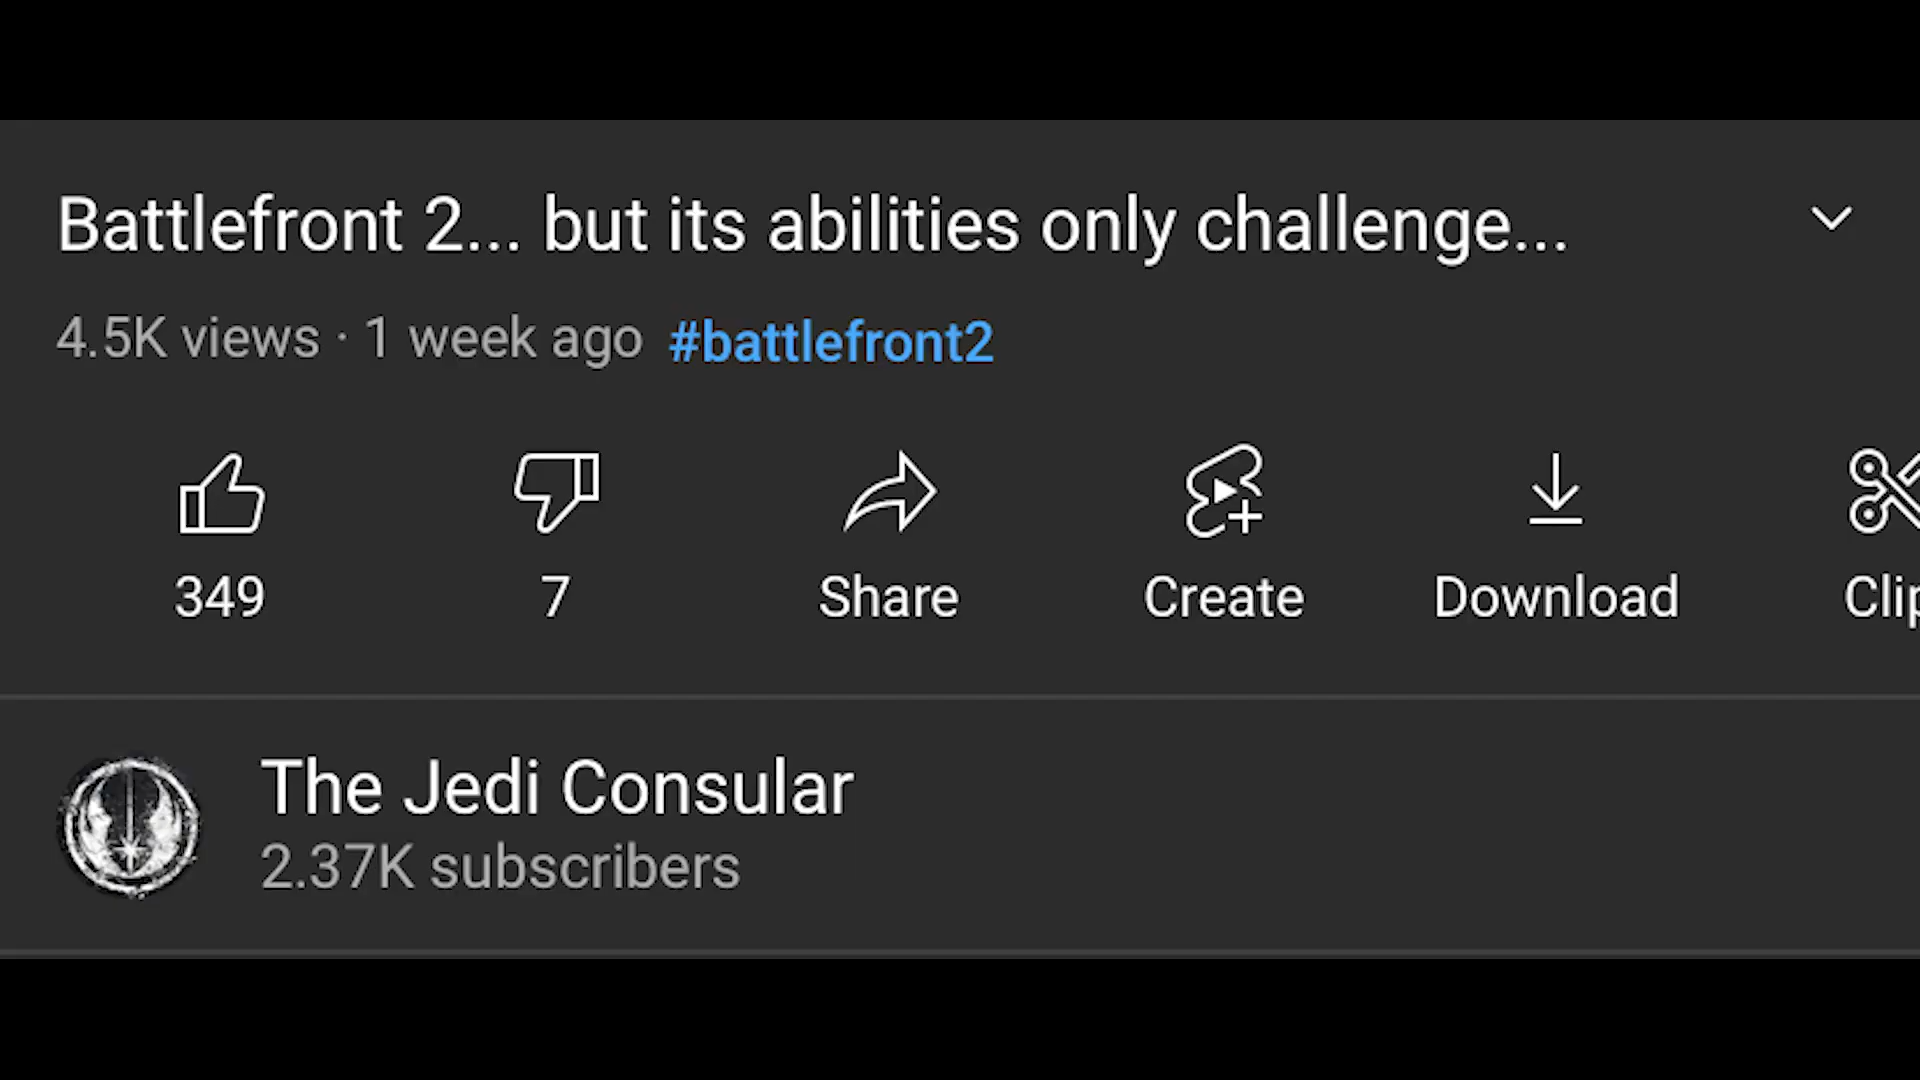 Battlefront 2... but its abilities only challenge...
4.5K views · 1 week ago #battlefront2
349 7 Share Create Download Clip
The Jedi Consular
2.37K subscribers